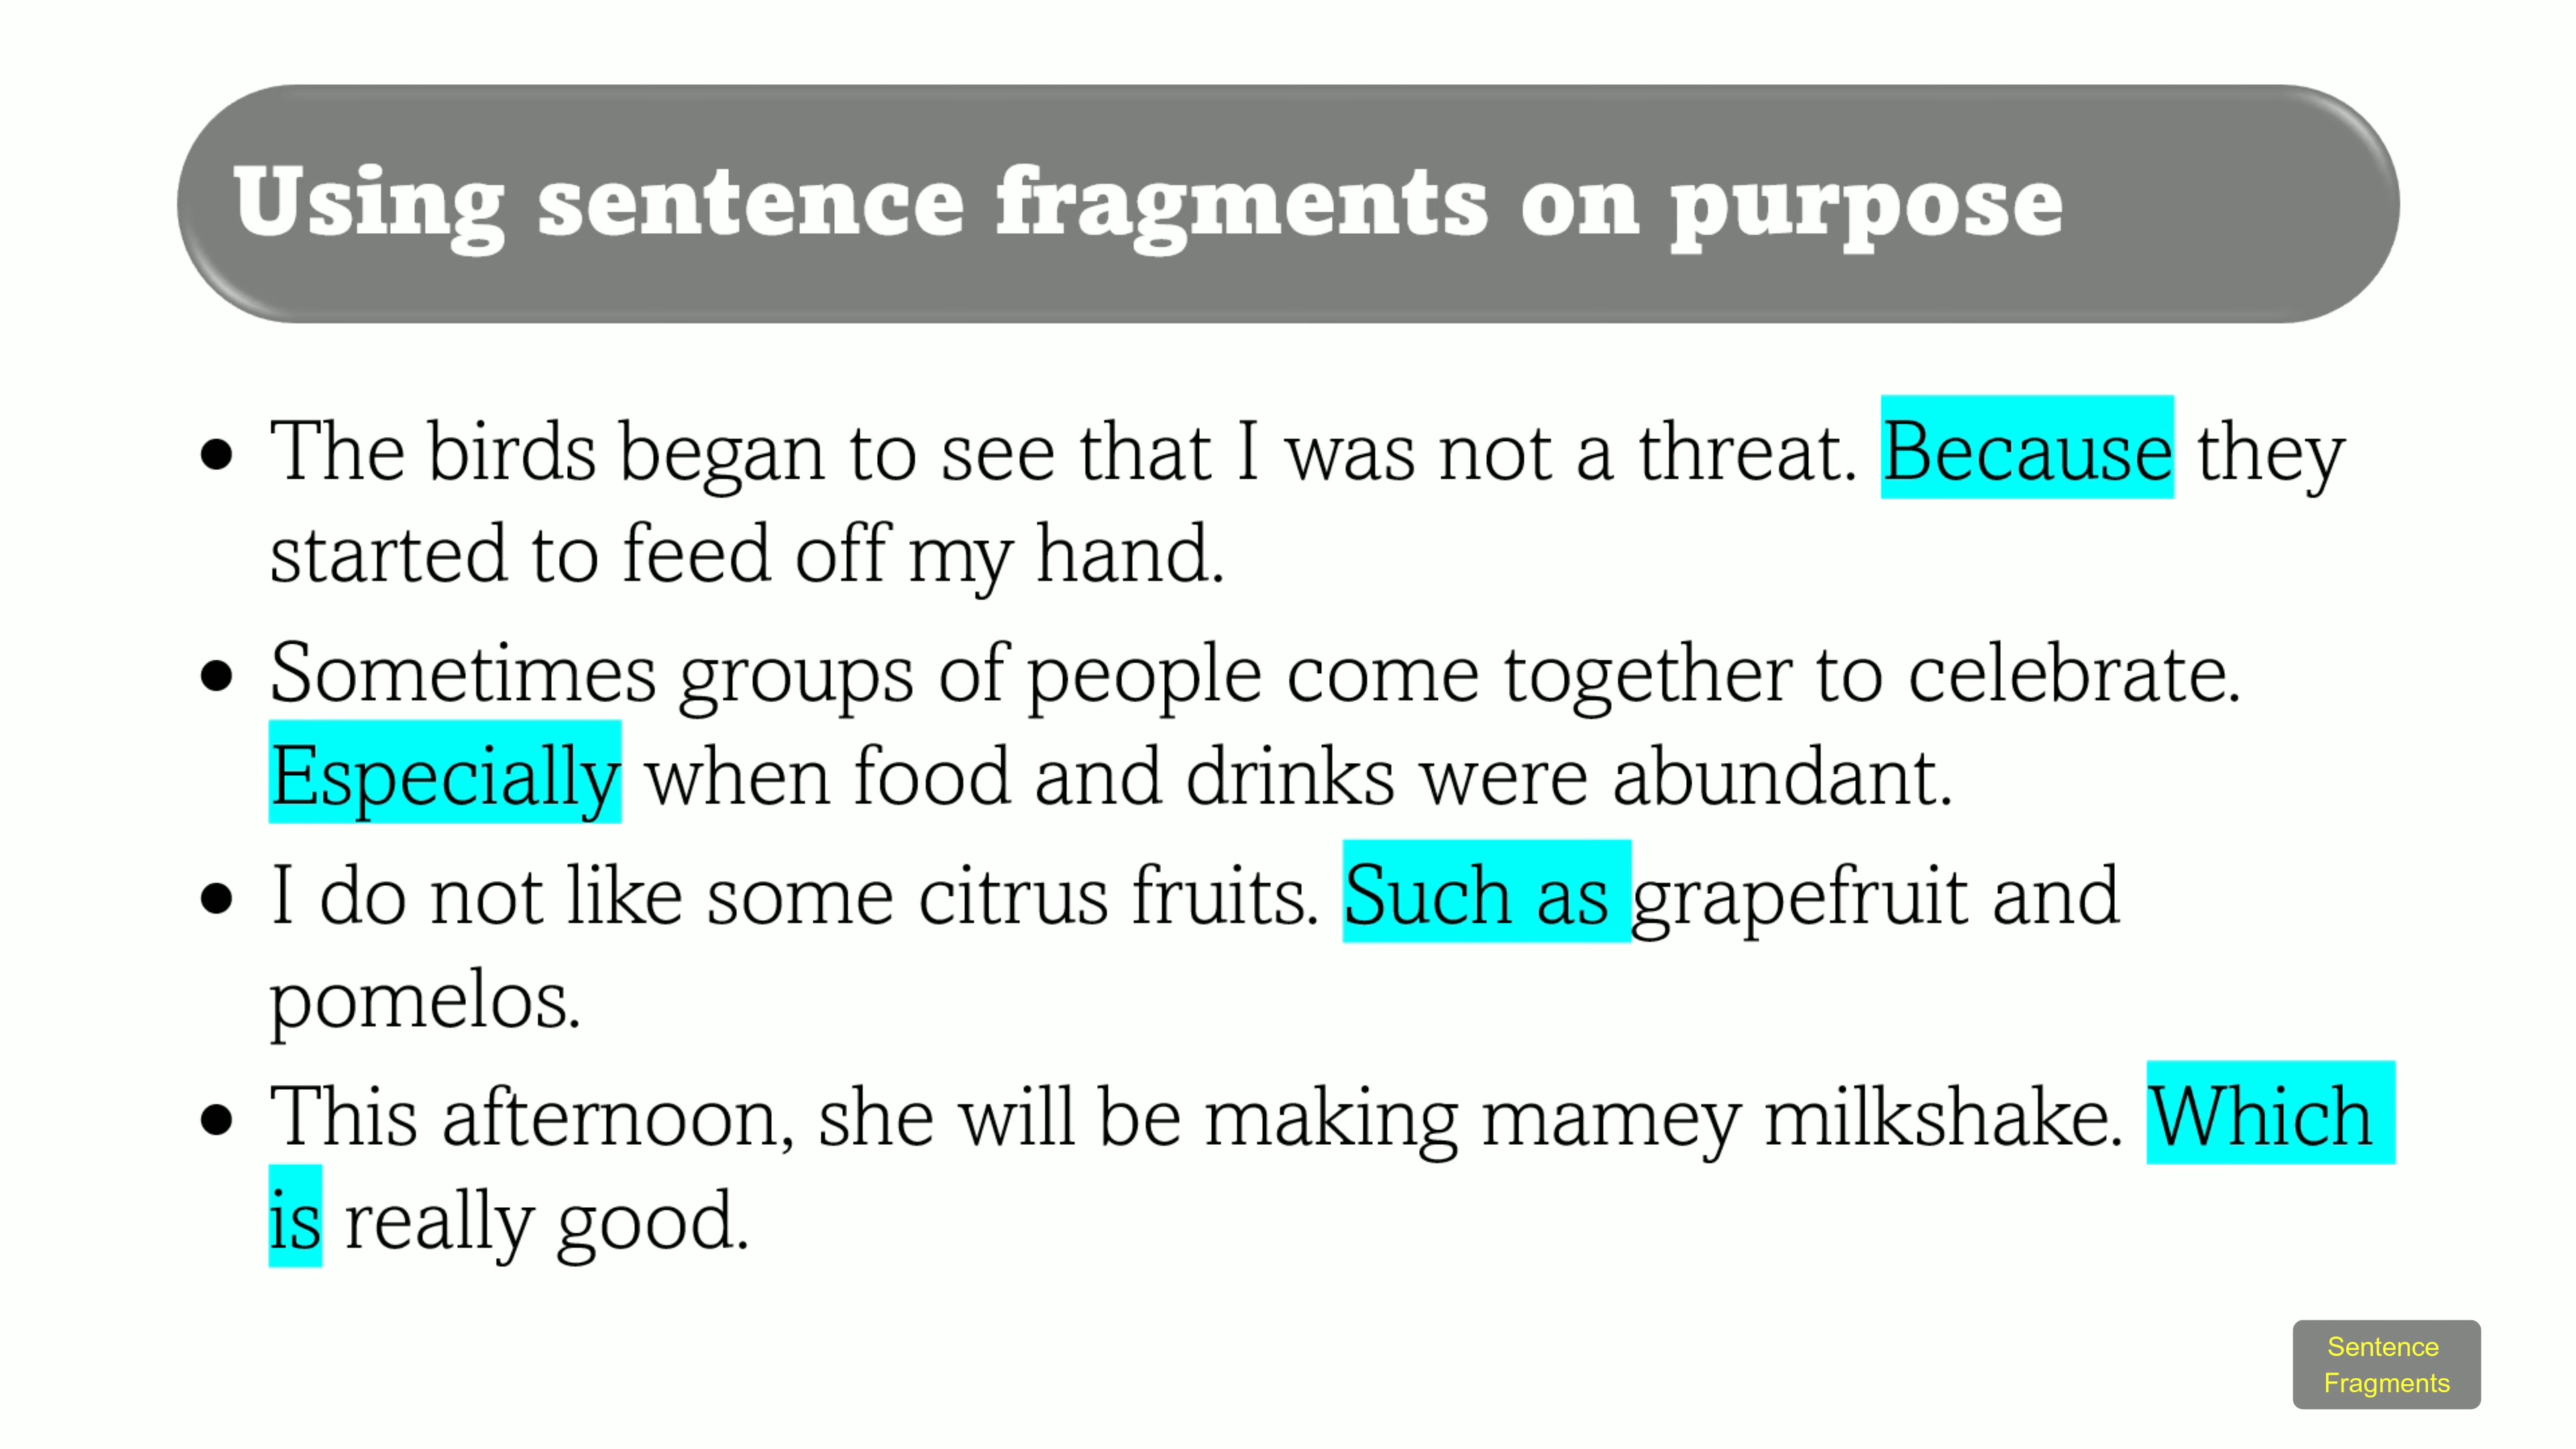 Using sentence fragments on purpose
• The birds began to see that I was not a threat. Because they
started to feed off my hand.
• Sometimes groups of people come together to celebrate.
Especially when food and drinks were abundant.
• I do not like some citrus fruits. Such as grapefruit and
pomelos.
• This afternoon, she will be making mamey milkshake. Which
is really good.
Sentence
Fragments